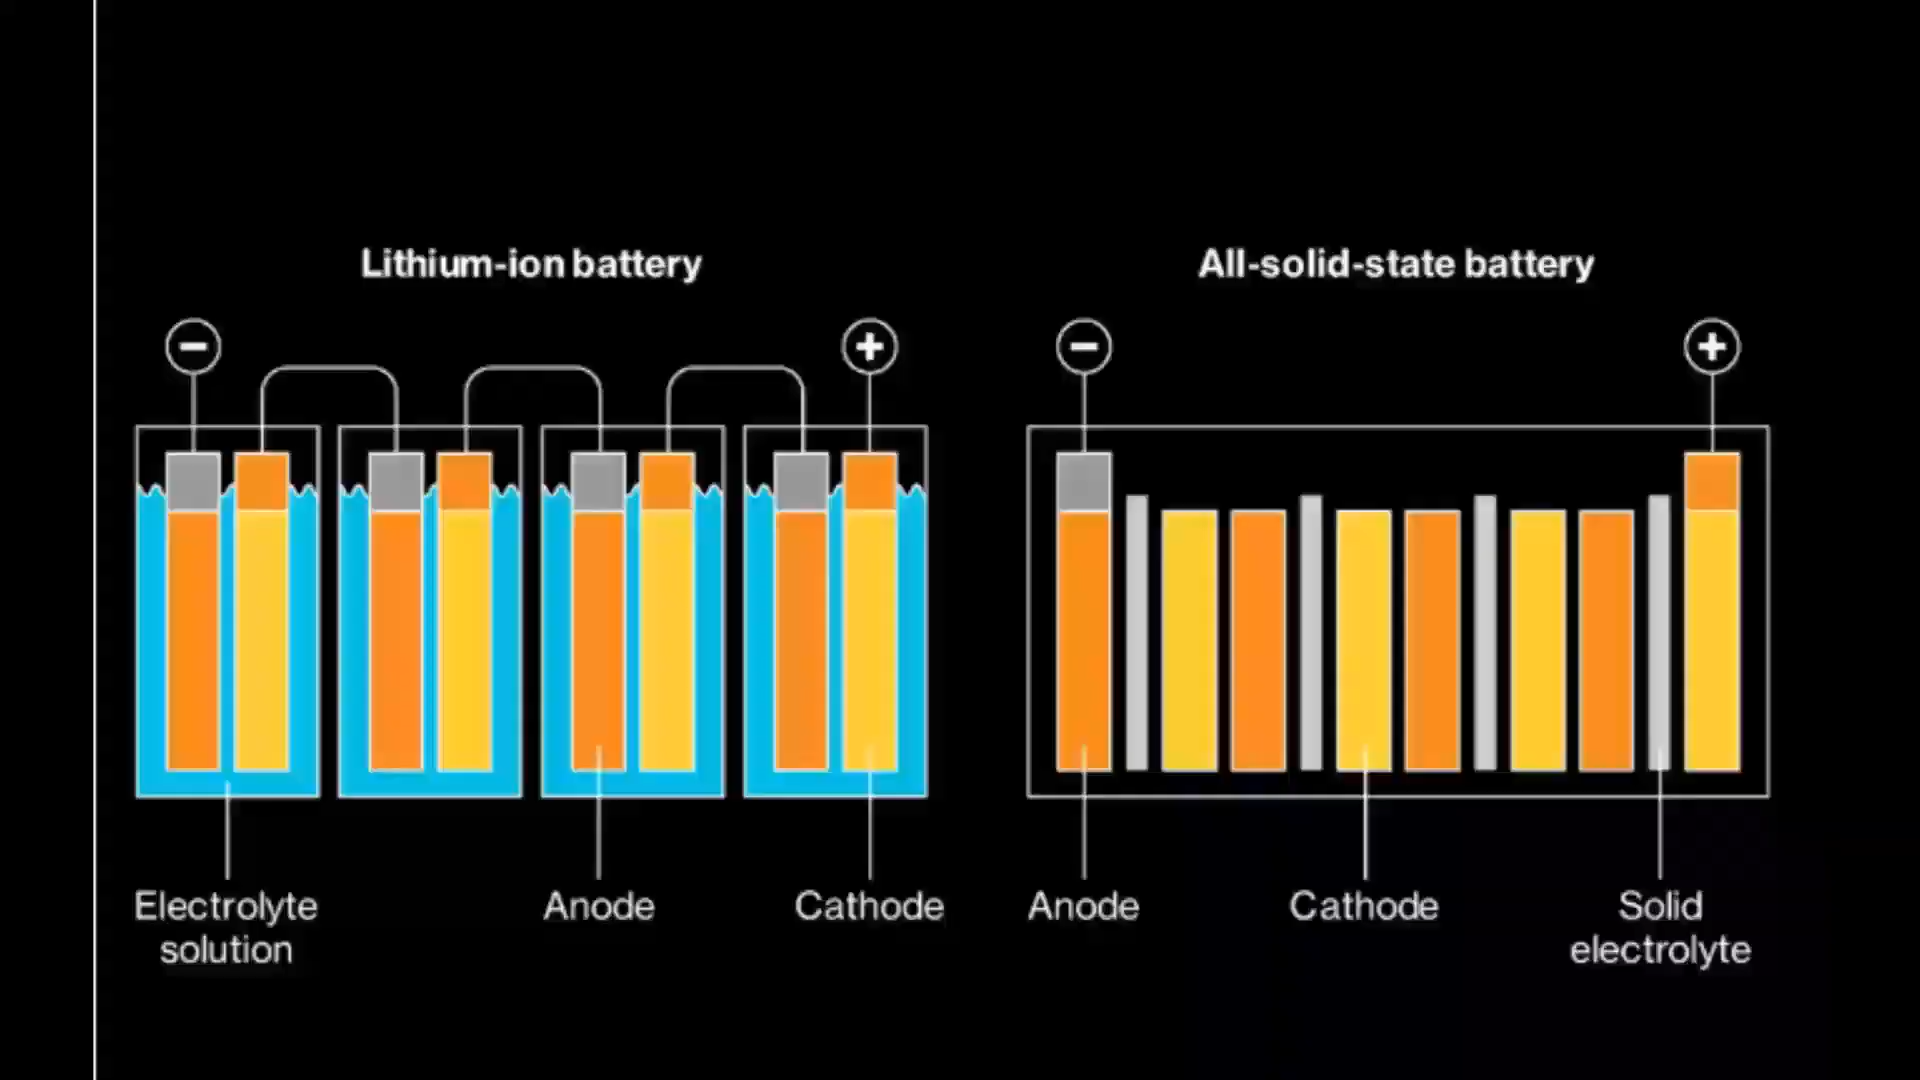 Lithium-ion battery
All-solid-state battery
−
+
−
+
Electrolyte
solution
Anode
Cathode
Anode
Cathode
Solid
electrolyte